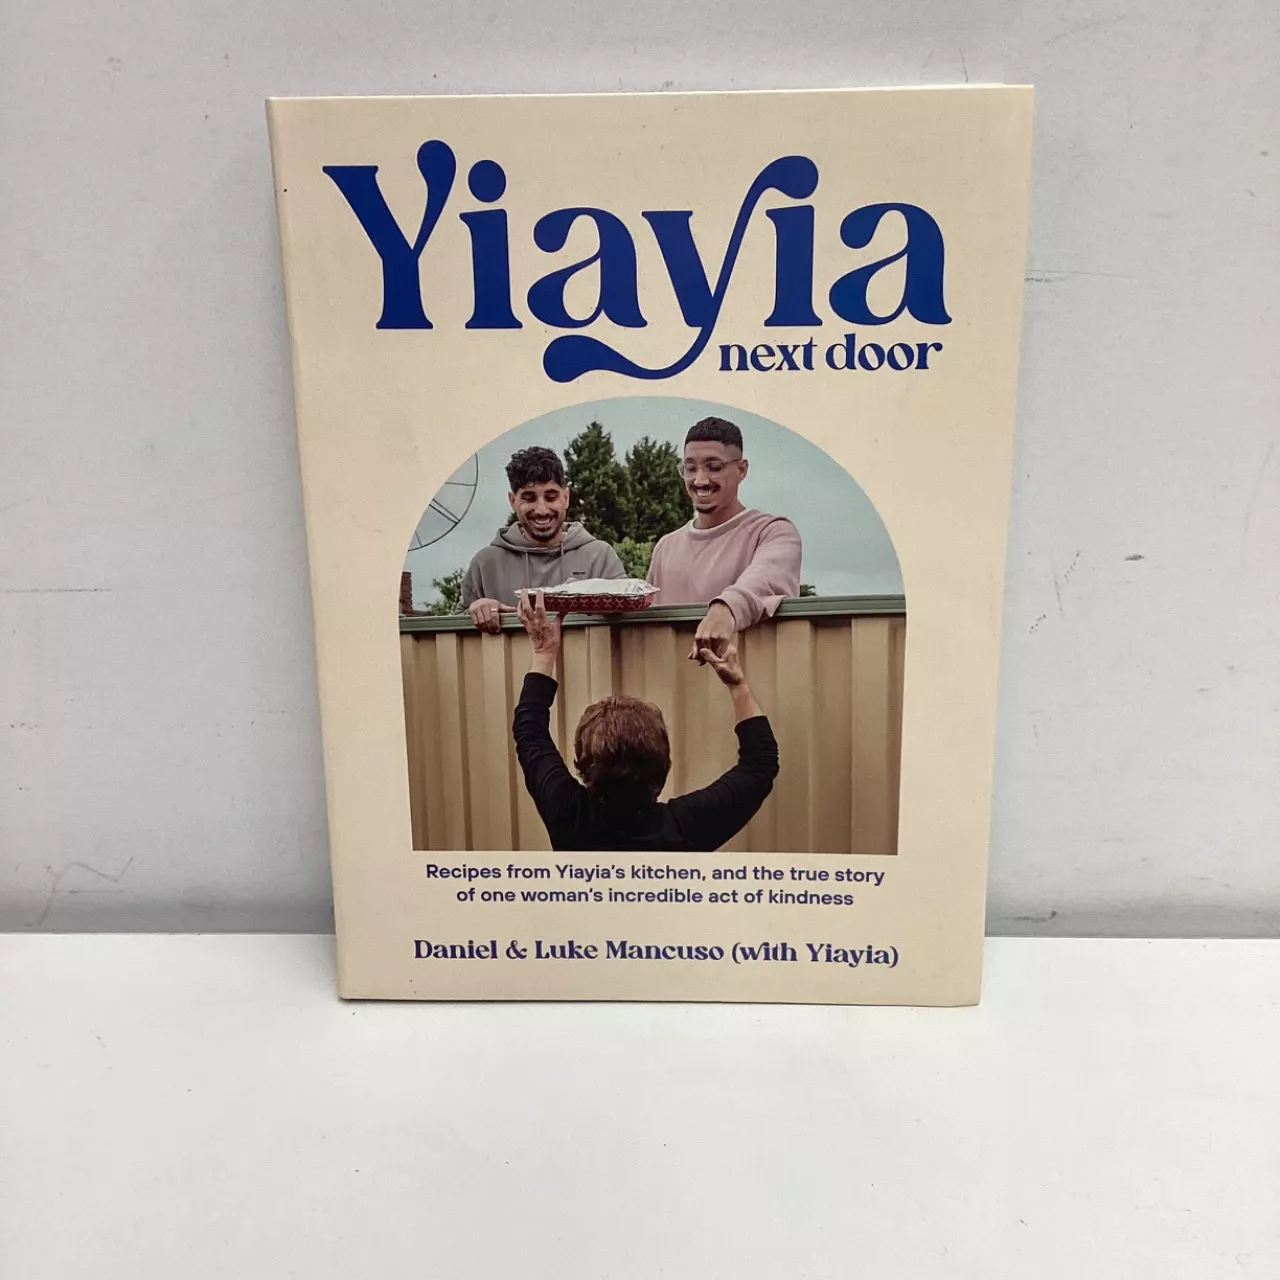 Yiayia
next door
Recipes from Yiayia's kitchen, and the true story
of one woman's incredible act of kindness
Daniel & Luke Mancuso (with Yiayia)